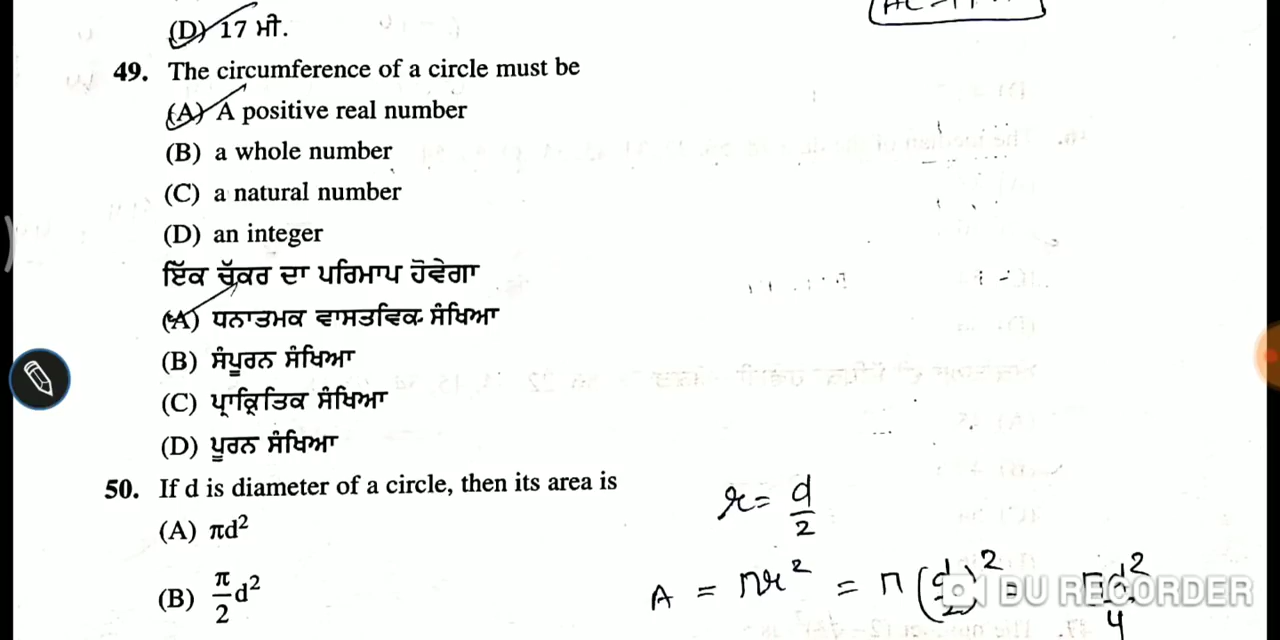 (D) 17 ਮੀ.
49. The circumference of a circle must be
(A) A positive real number
(B) a whole number
(C) a natural number
(D) an integer
ਇੱਕ ਚੱਕਰ ਦਾ ਪਰਿਮਾਪ ਹੋਵੇਗਾ
(A) ਧਨਾਤਮਕ ਵਾਸਤਵਿਕ ਸੰਖਿਆ
(B) ਸੰਪੂਰਨ ਸੰਖਿਆ
(C) ਪ੍ਰਾਕ੍ਰਿਤਿਕ ਸੰਖਿਆ
(D) ਪੂਰਨ ਸੰਖਿਆ
50. If d is diameter of a circle, then its area is
r = d/2
(A) πd²
(B) π/2 d²
A = πr² = π(d/2)² = πd²/4
DU RECORDER